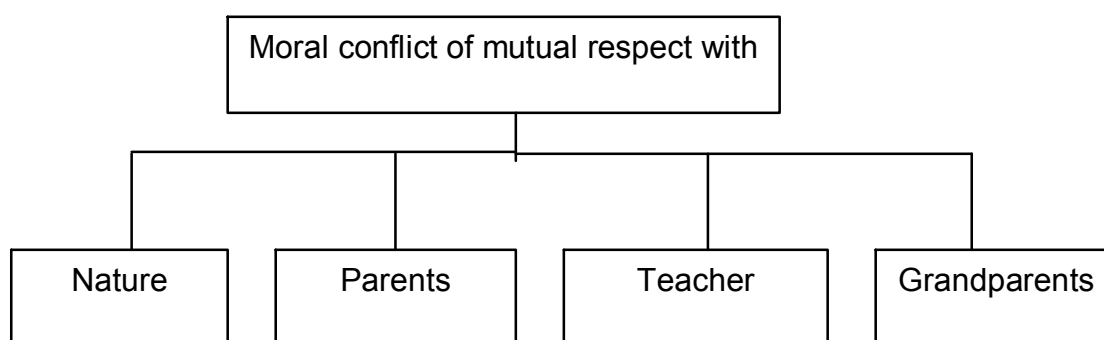 Moral conflict of mutual respect with
Nature
Parents
Teacher
Grandparents